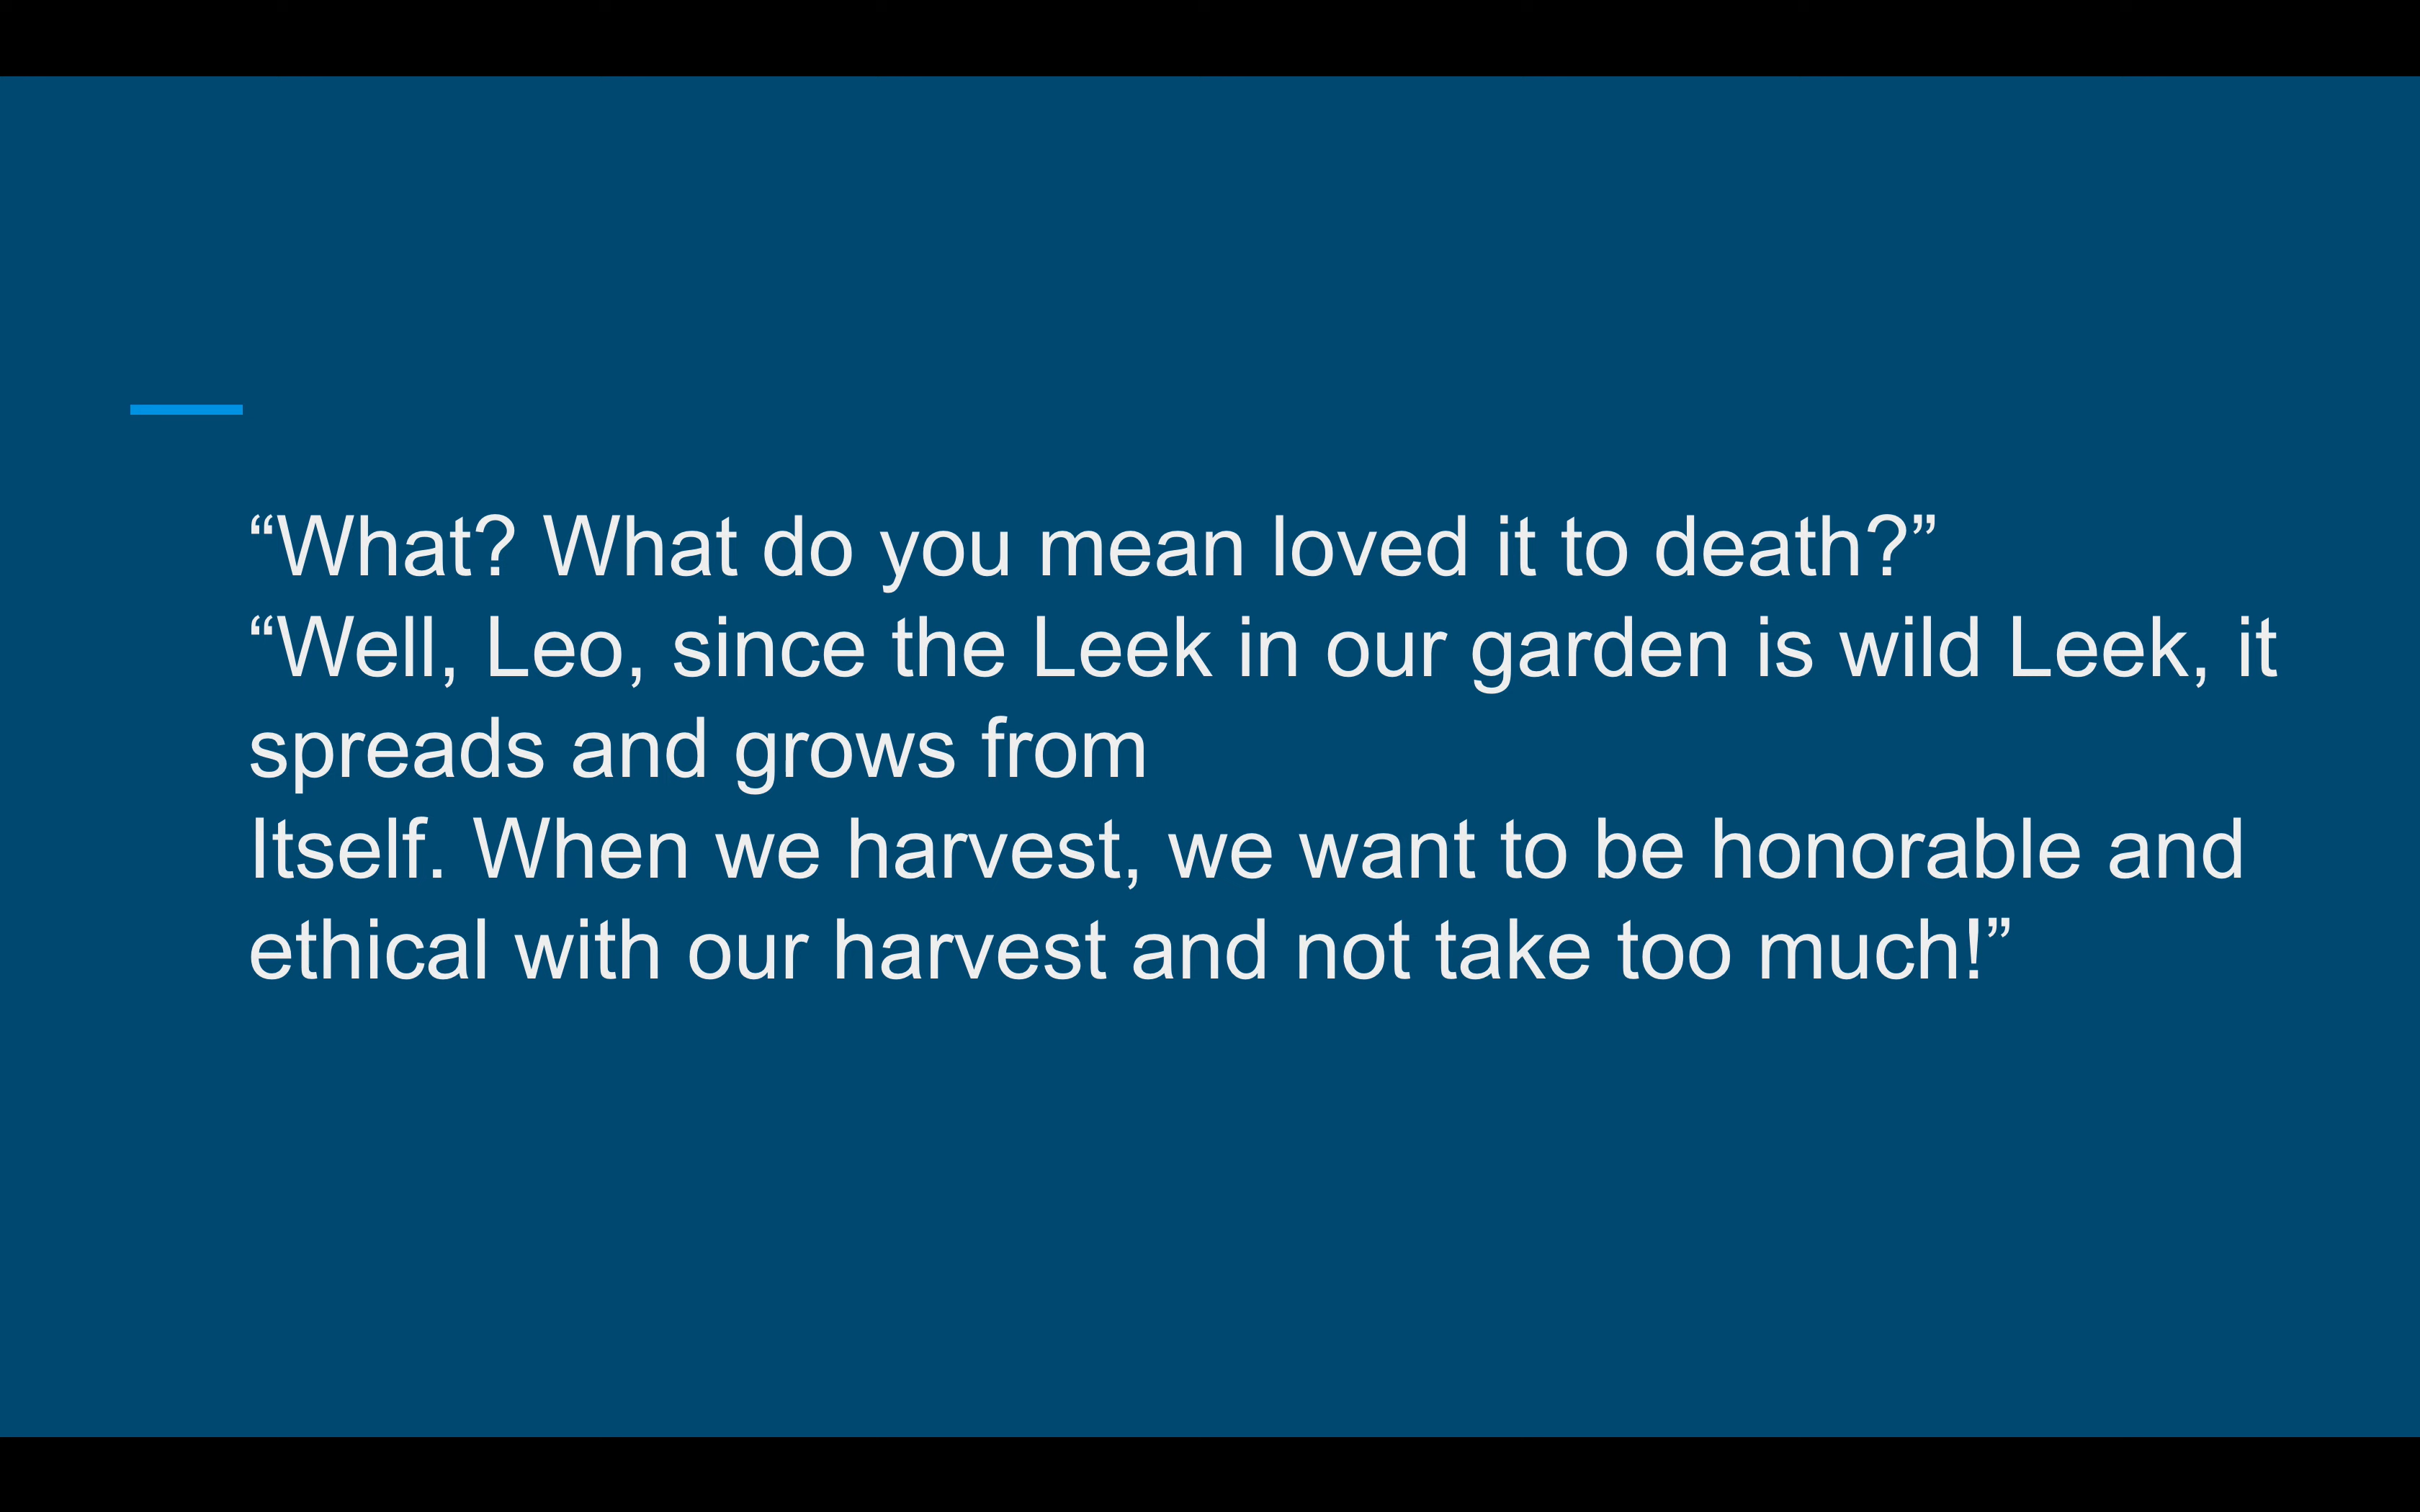 “What? What do you mean loved it to death?”
“Well, Leo, since the Leek in our garden is wild Leek, it
spreads and grows from
Itself. When we harvest, we want to be honorable and
ethical with our harvest and not take too much!”